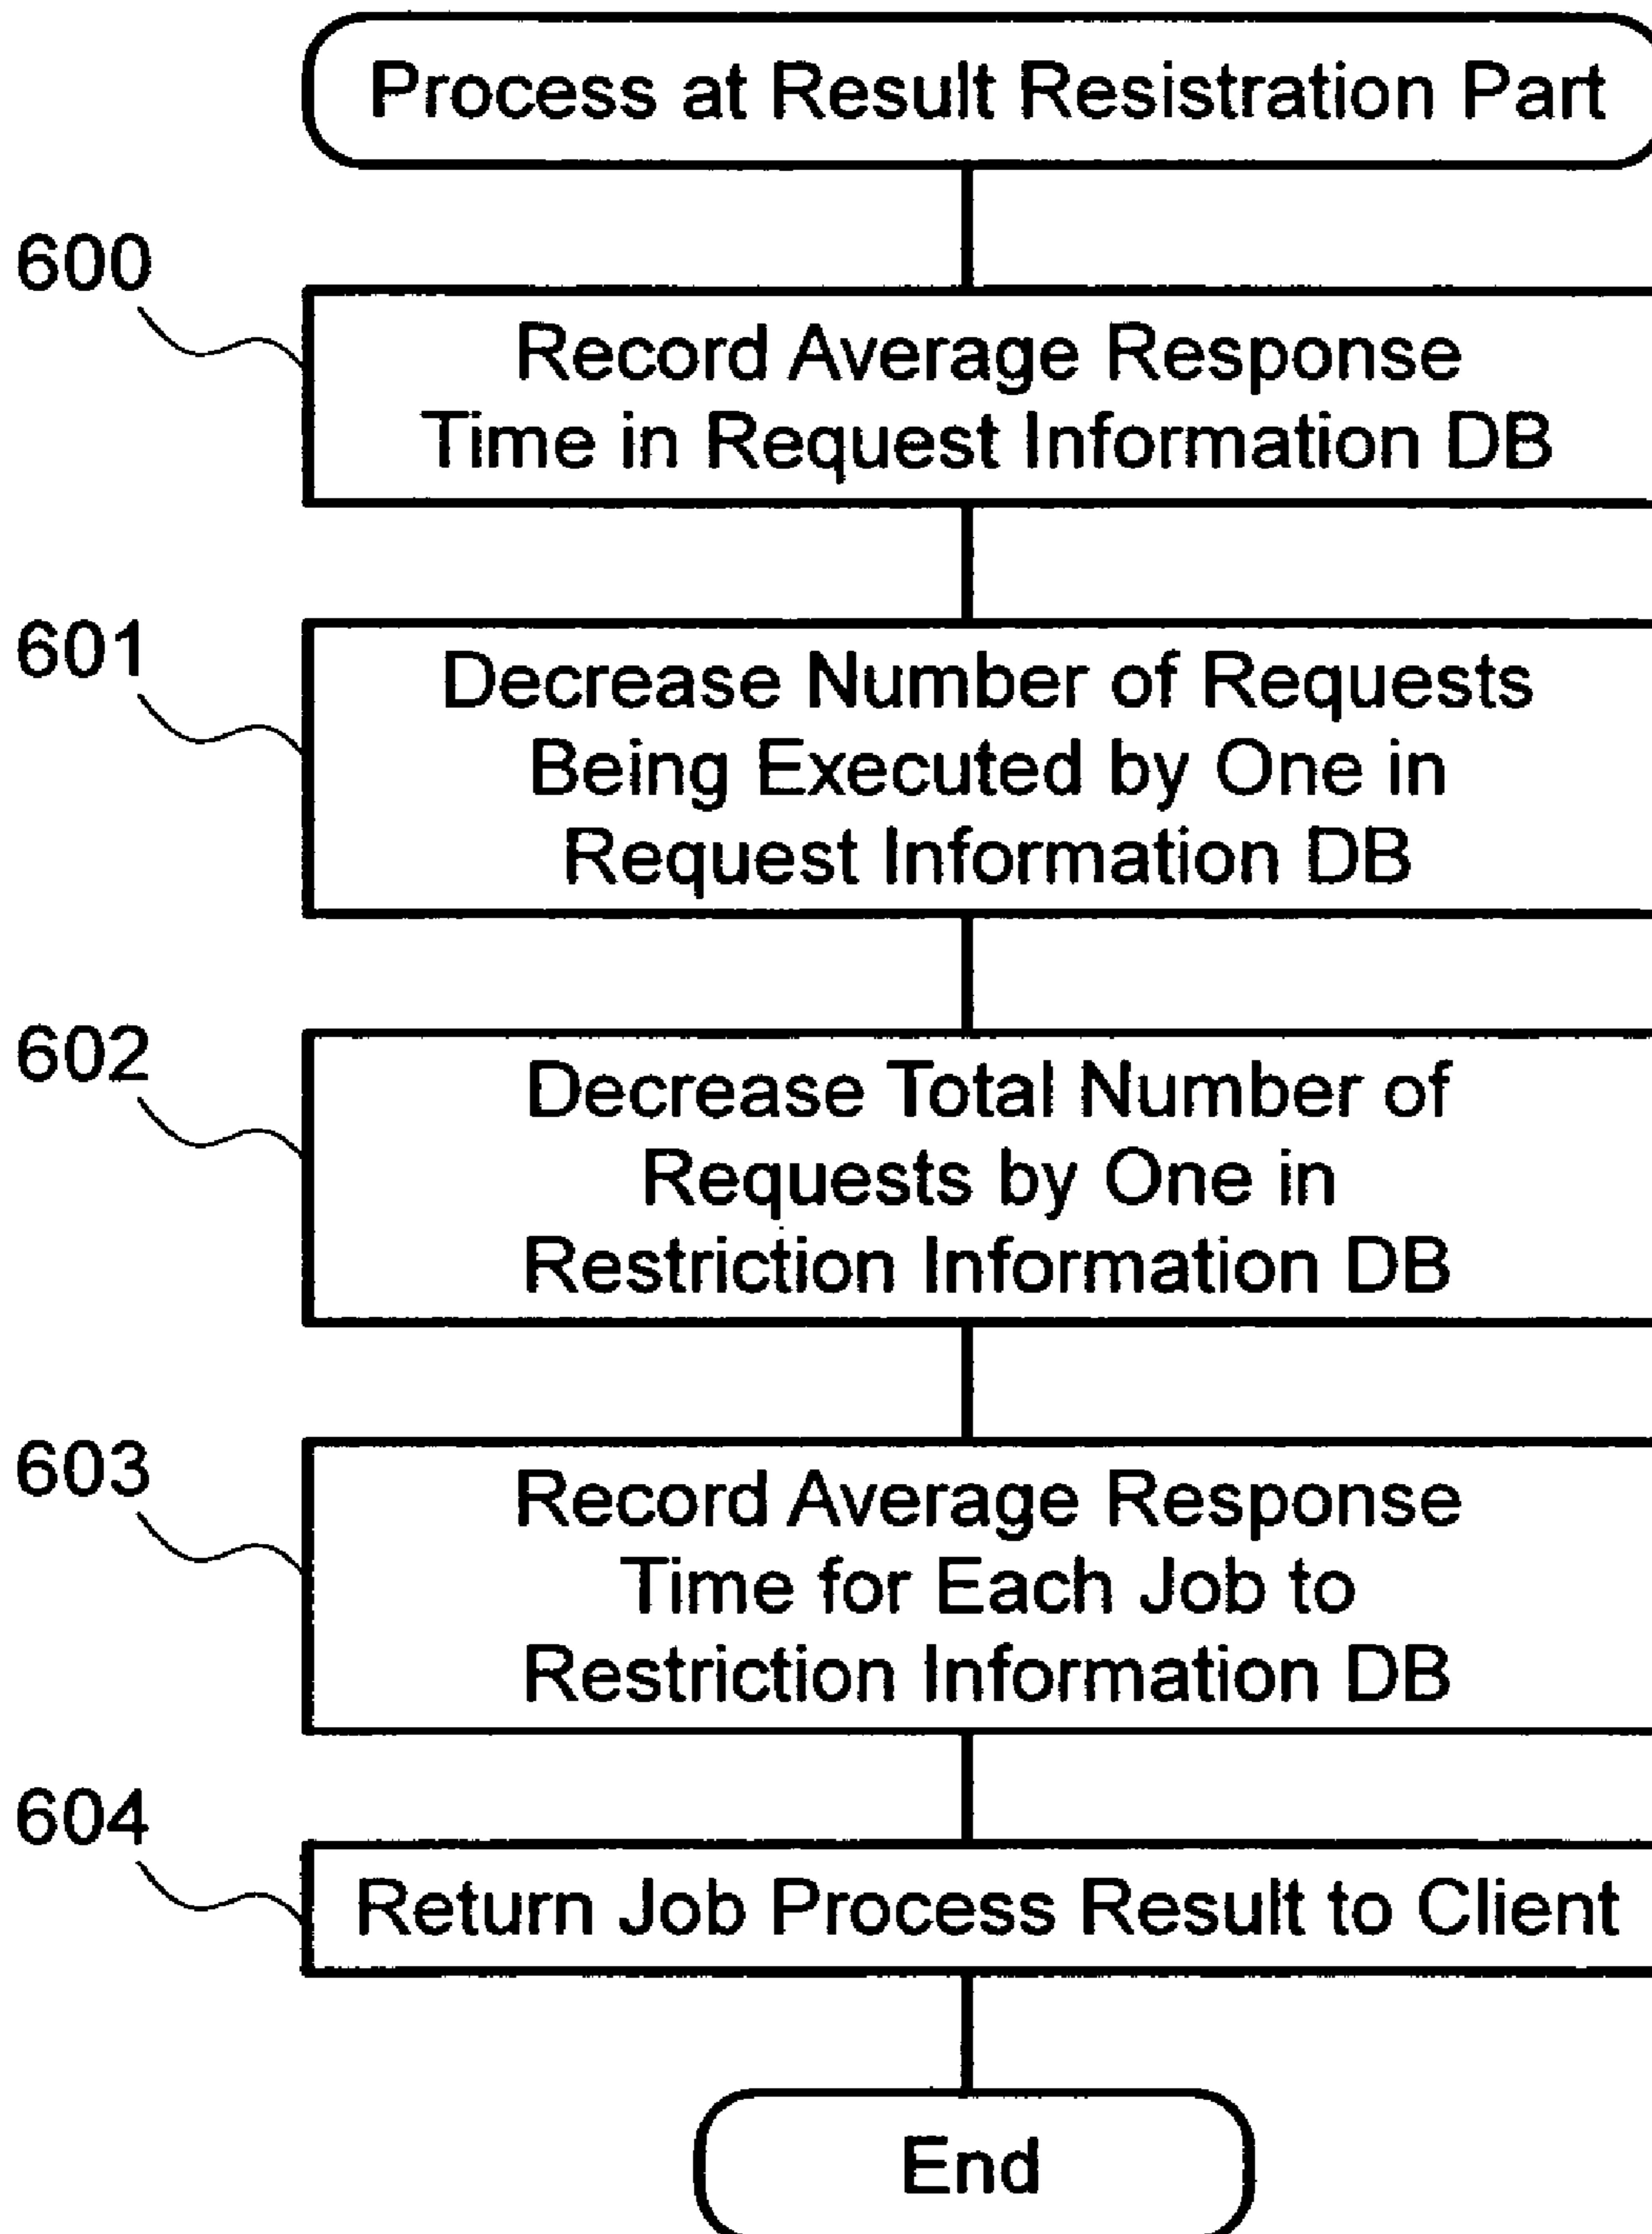 Process at Result Resistration Part
600
Record Average Response
Time in Request Information DB
601
Decrease Number of Requests
Being Executed by One in
Request Information DB
602
Decrease Total Number of
Requests by One in
Restriction Information DB
603
Record Average Response
Time for Each Job to
Restriction Information DB
604
Return Job Process Result to Client
End